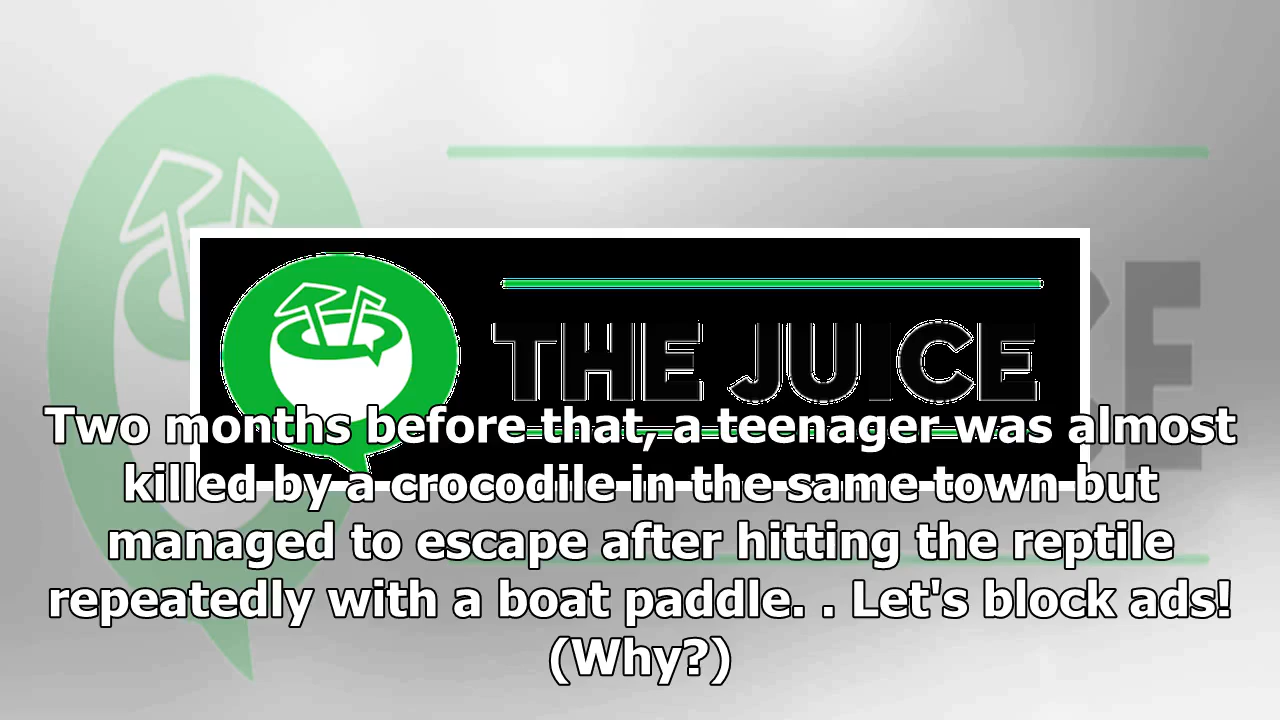 THE JUICE
Two months before that, a teenager was almost
killed by a crocodile in the same town but
managed to escape after hitting the reptile
repeatedly with a boat paddle. . Let's block ads!
(Why?)